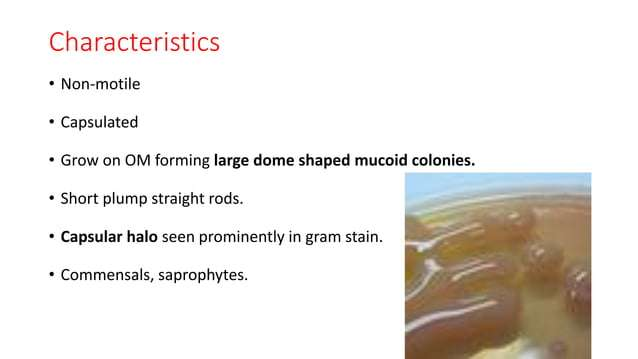 Characteristics
• Non-motile
• Capsulated
• Grow on OM forming large dome shaped mucoid colonies.
• Short plump straight rods.
• Capsular halo seen prominently in gram stain.
• Commensals, saprophytes.